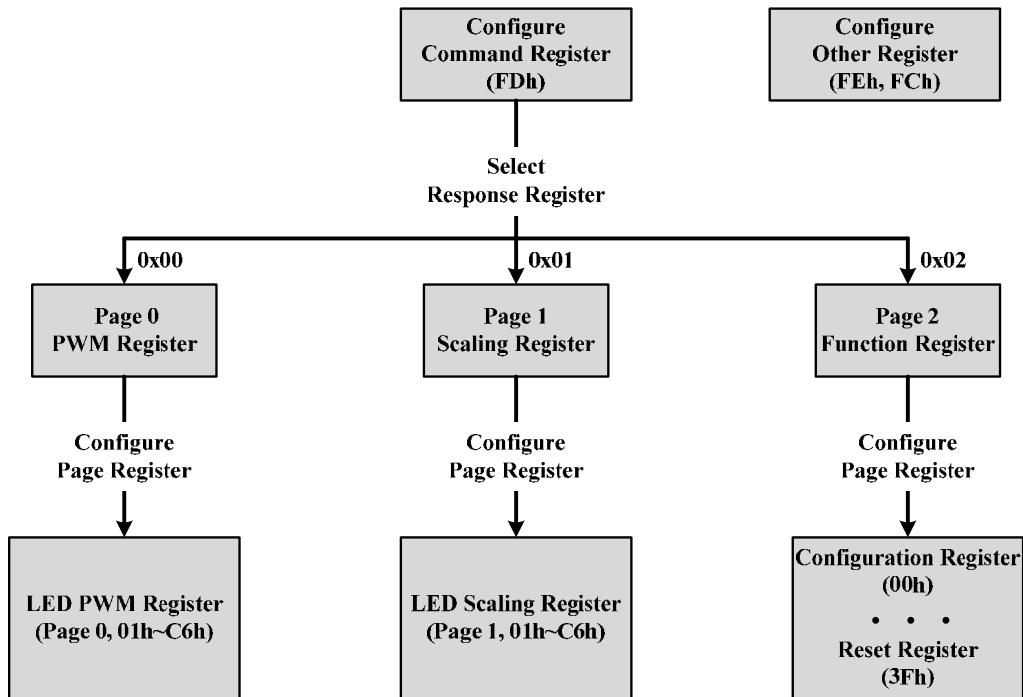 Configure
Command Register
(FDh)
Configure
Other Register
(FEh, FCh)
Select
Response Register
0x00
0x01
0x02
Page 0
PWM Register
Page 1
Scaling Register
Page 2
Function Register
Configure
Page Register
Configure
Page Register
Configure
Page Register
LED PWM Register
(Page 0, 01h~C6h)
LED Scaling Register
(Page 1, 01h~C6h)
Configuration Register
(00h)
• • •
Reset Register
(3Fh)